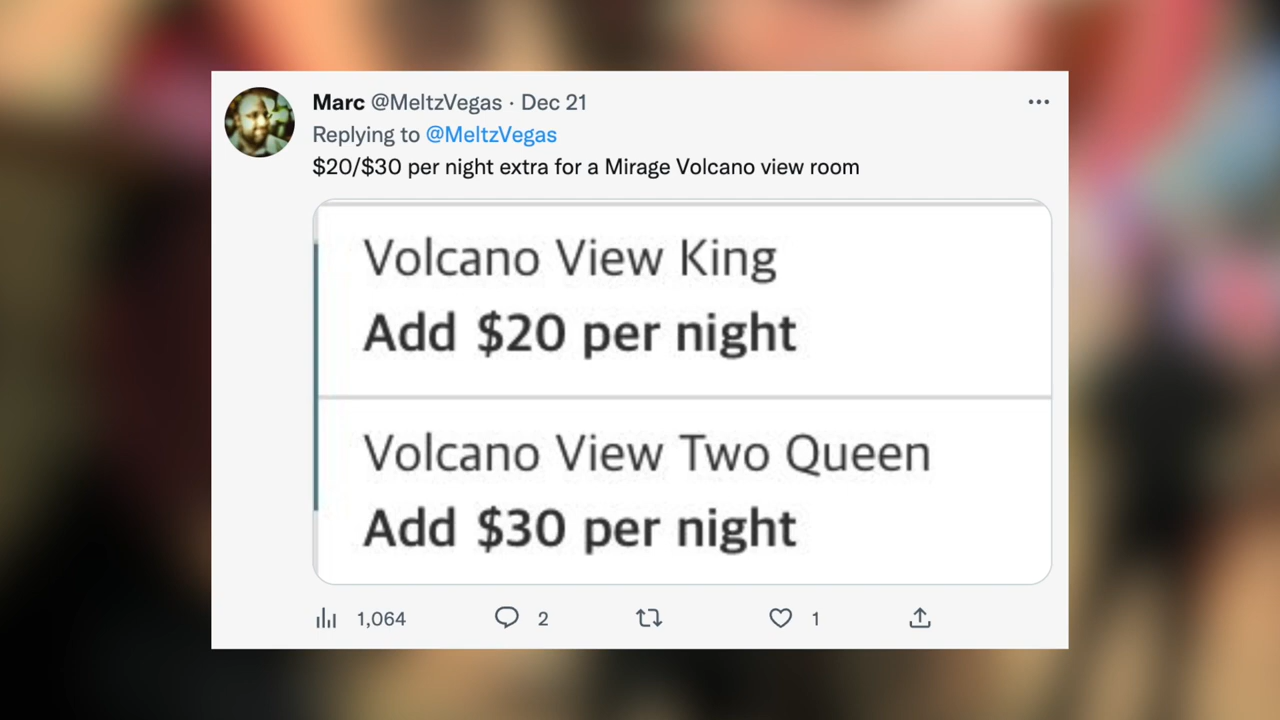 Marc @MeltzVegas · Dec 21
Replying to @MeltzVegas
$20/$30 per night extra for a Mirage Volcano view room
Volcano View King
Add $20 per night
Volcano View Two Queen
Add $30 per night
1,064 2 1